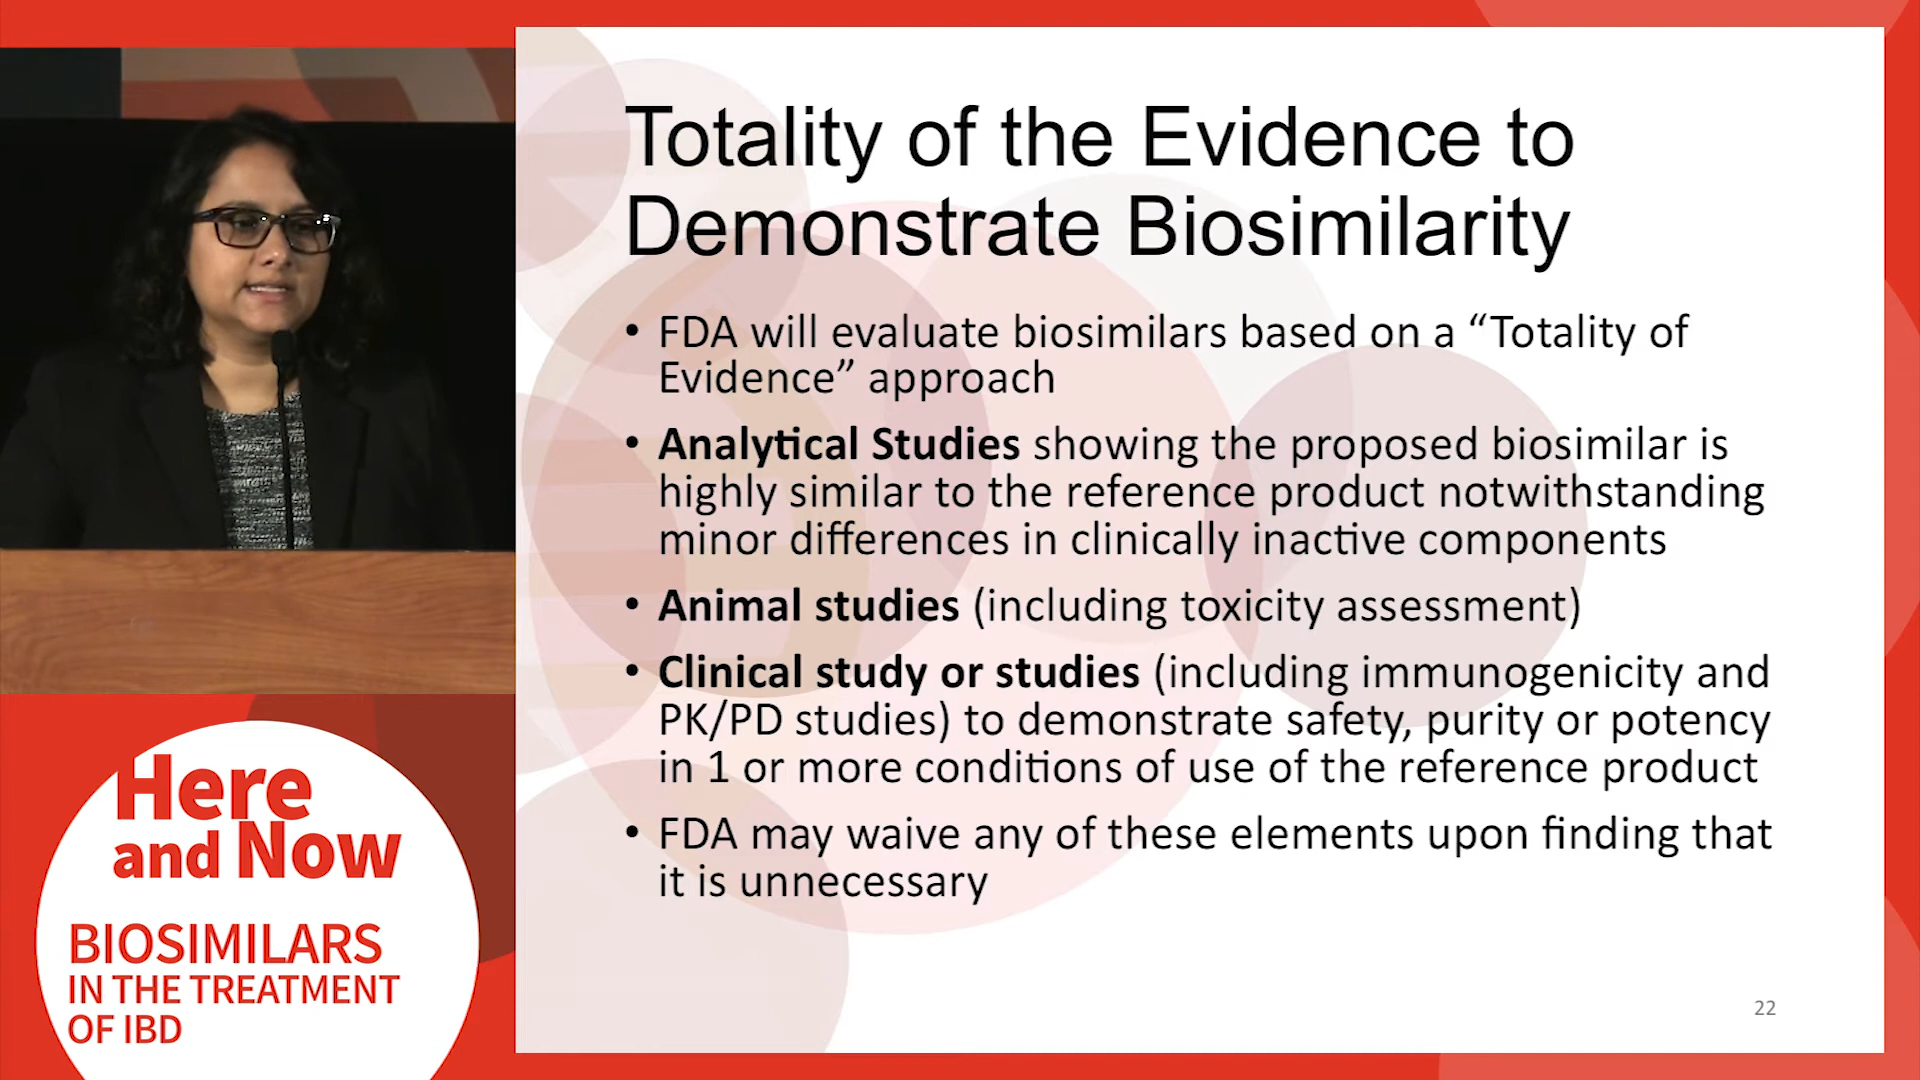 Totality of the Evidence to
Demonstrate Biosimilarity
• FDA will evaluate biosimilars based on a “Totality of
Evidence” approach
• Analytical Studies showing the proposed biosimilar is
highly similar to the reference product notwithstanding
minor differences in clinically inactive components
• Animal studies (including toxicity assessment)
• Clinical study or studies (including immunogenicity and
PK/PD studies) to demonstrate safety, purity or potency
in 1 or more conditions of use of the reference product
• FDA may waive any of these elements upon finding that
it is unnecessary
22
Here
and Now
BIOSIMILARS
IN THE TREATMENT
OF IBD